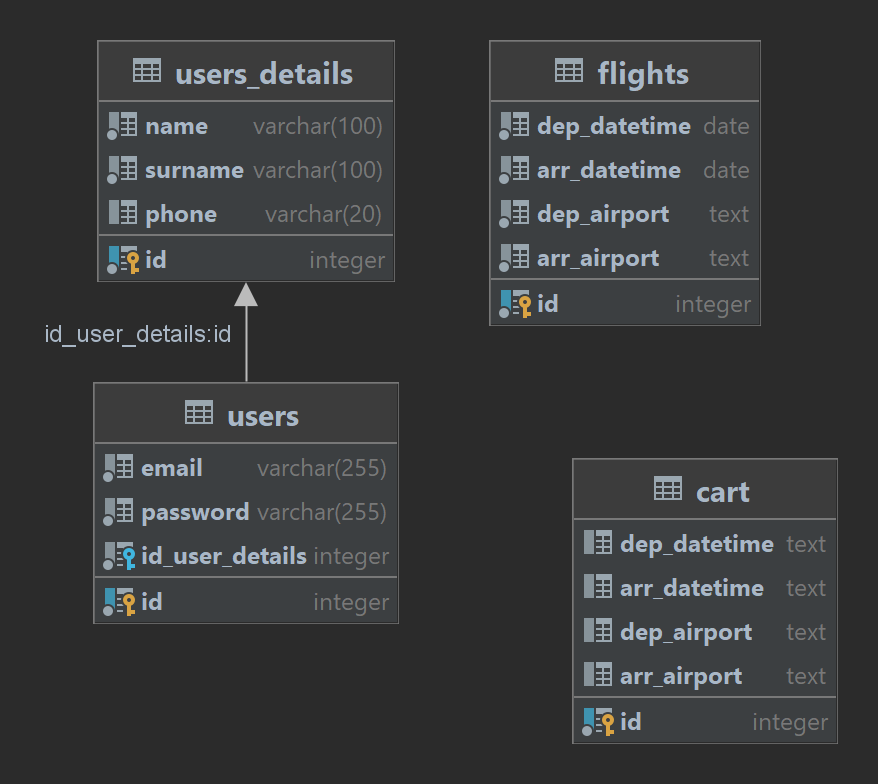 users_details
name varchar(100)
surname varchar(100)
phone varchar(20)
id integer
id_user_details:id
users
email varchar(255)
password varchar(255)
id_user_details integer
id integer
flights
dep_datetime date
arr_datetime date
dep_airport text
arr_airport text
id integer
cart
dep_datetime text
arr_datetime text
dep_airport text
arr_airport text
id integer